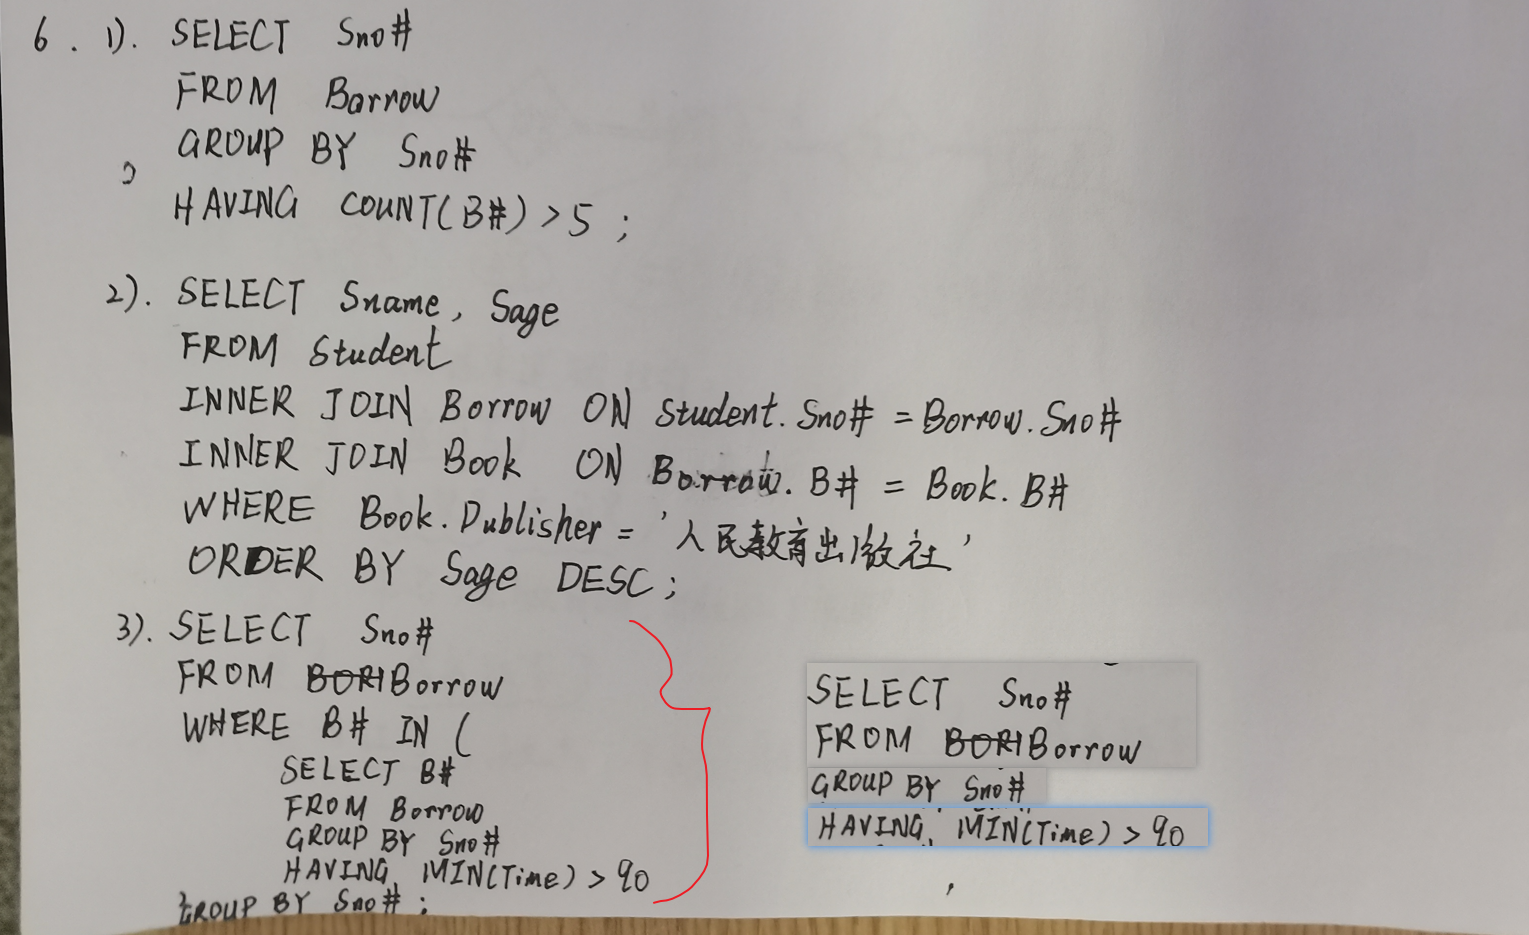 6. 1). SELECT Sno#
FROM Borrow
GROUP BY Sno#
HAVING COUNT(B#) > 5 ;
2). SELECT Sname, Sage
FROM Student
INNER JOIN Borrow ON Student. Sno# = Borrow. Sno#
INNER JOIN Book ON Borrow. B# = Book. B#
WHERE Book. Publisher = '人民教育出版社'
ORDER BY Sage DESC ;
3). SELECT Sno#
FROM Borrow
WHERE B# IN (
SELECT B#
FROM Borrow
GROUP BY Sno#
HAVING MIN(Time) > 90
) GROUP BY Sno# ;
SELECT Sno#
FROM Borrow
GROUP BY Sno#
HAVING MIN(Time) > 90